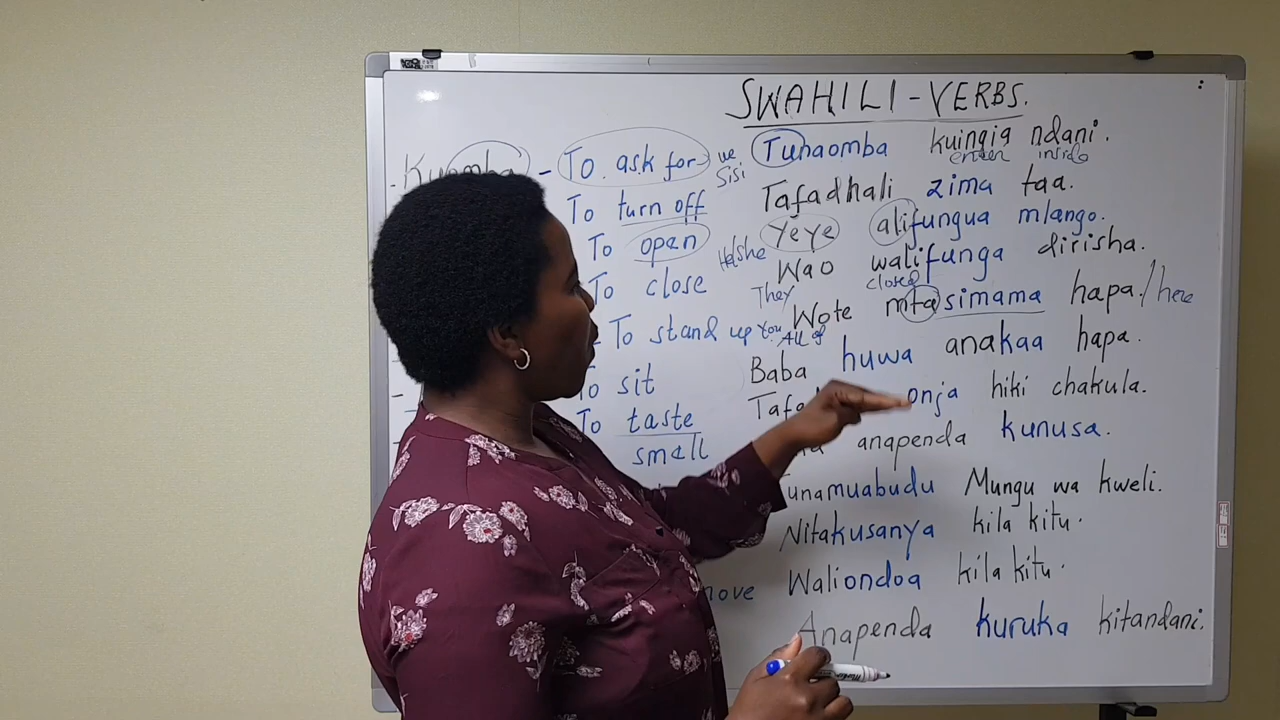 SWAHILI-VERBS.
Kuomba - To ask for we Sisi Tunaomba kuingia ndani.
enter inside
To turn off Tafadhali zima taa.
To open He/she Yeye alifungua mlango.
To close They Wao walifunga dirisha.
closed
To stand up You All of Wote mtasimama hapa. / here
To sit Baba huwa anakaa hapa.
To taste onja hiki chakula.
small anapenda kunusa.
Tunamuabudu Mungu wa kweli.
Nitakusanya kila kitu.
Waliondoa kila kitu.
Anapenda kuruka kitandani.